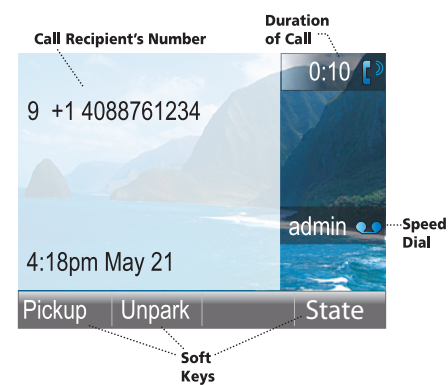 Duration
of Call
Call Recipient's Number
0:10
9 +1 4088761234
admin
Speed
Dial
4:18pm May 21
Pickup Unpark State
Soft
Keys